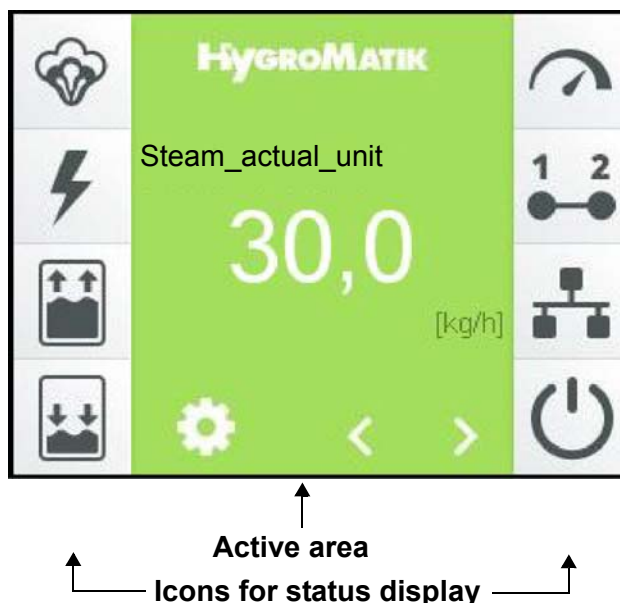 HYGROMATIK
Steam_actual_unit
1 2
30,0
[kg/h]
Active area
Icons for status display